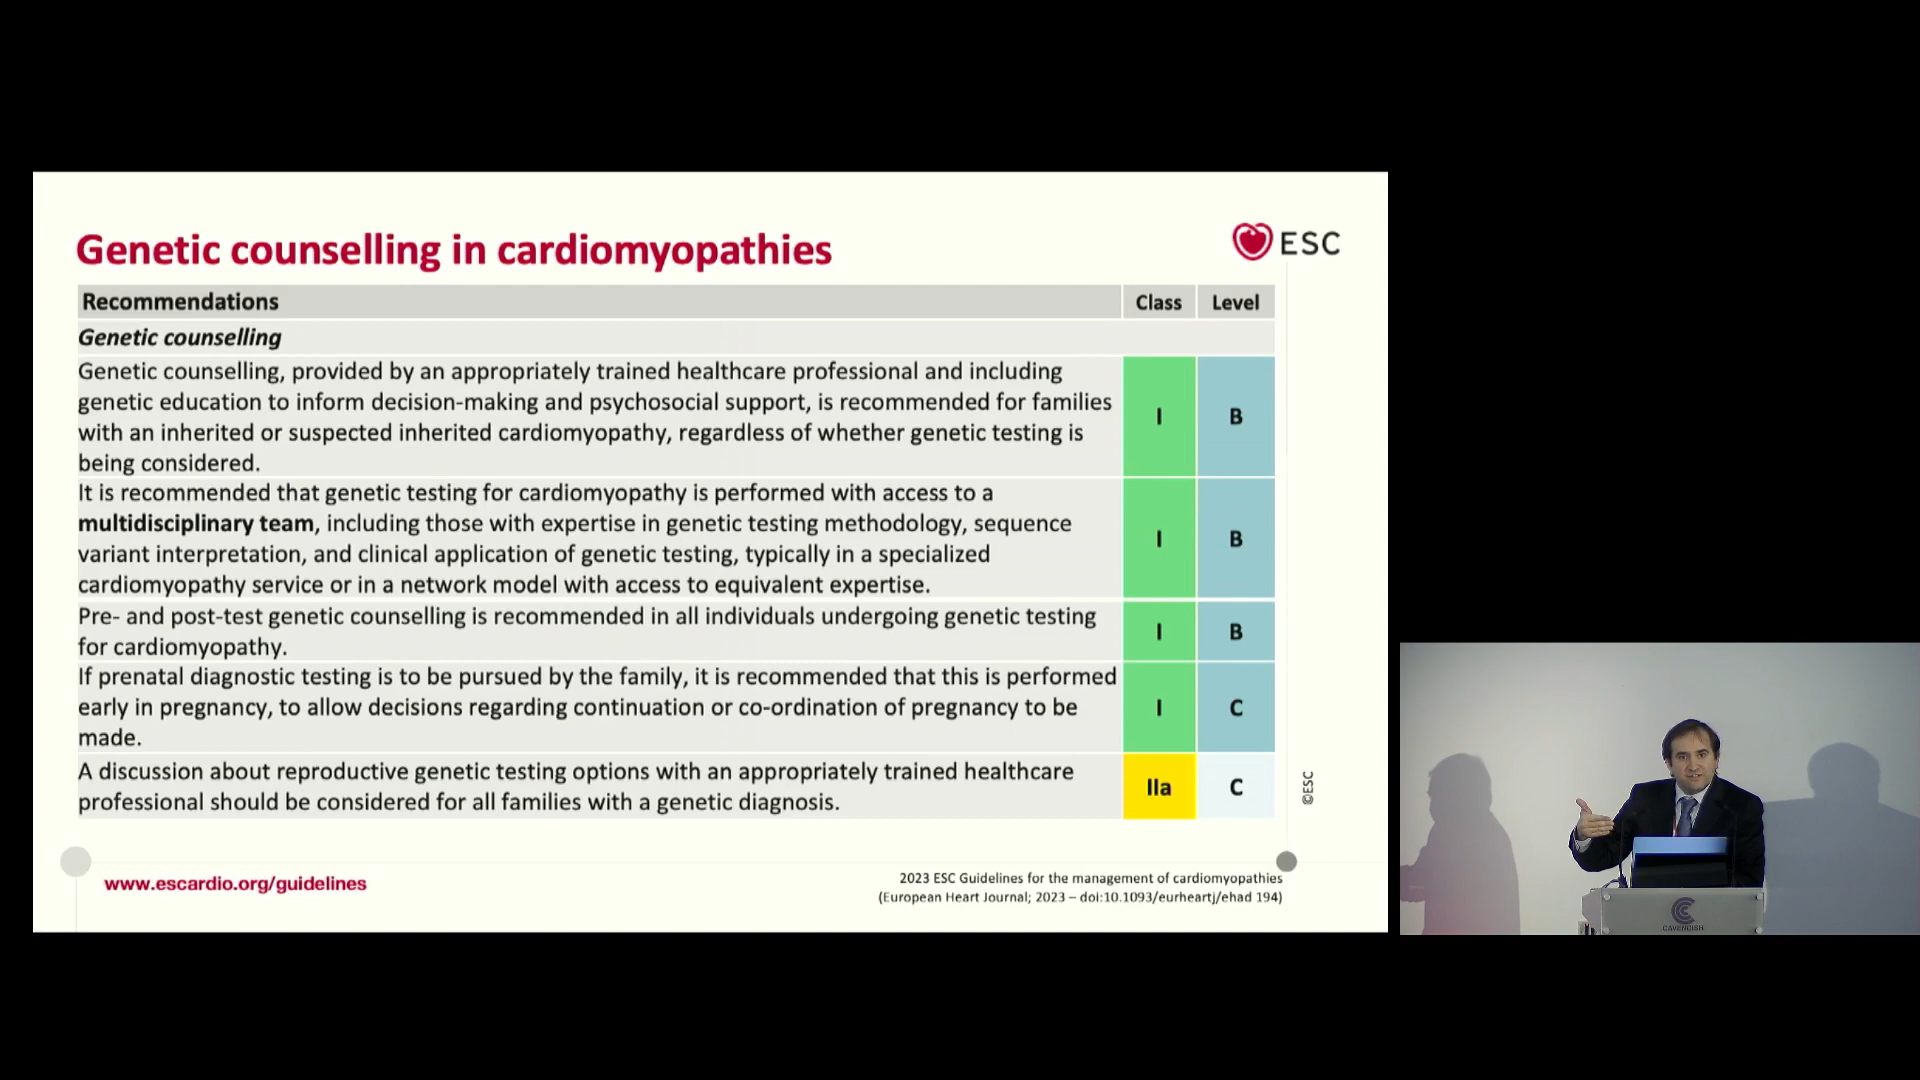 Genetic counselling in cardiomyopathies
ESC
Recommendations Class Level
Genetic counselling
Genetic counselling, provided by an appropriately trained healthcare professional and including
genetic education to inform decision-making and psychosocial support, is recommended for families
with an inherited or suspected inherited cardiomyopathy, regardless of whether genetic testing is
being considered.
I B
It is recommended that genetic testing for cardiomyopathy is performed with access to a
multidisciplinary team, including those with expertise in genetic testing methodology, sequence
variant interpretation, and clinical application of genetic testing, typically in a specialized
cardiomyopathy service or in a network model with access to equivalent expertise.
I B
Pre- and post-test genetic counselling is recommended in all individuals undergoing genetic testing
for cardiomyopathy.
I B
If prenatal diagnostic testing is to be pursued by the family, it is recommended that this is performed
early in pregnancy, to allow decisions regarding continuation or co-ordination of pregnancy to be
made.
I C
A discussion about reproductive genetic testing options with an appropriately trained healthcare
professional should be considered for all families with a genetic diagnosis.
IIa C
©ESC
www.escardio.org/guidelines
2023 ESC Guidelines for the management of cardiomyopathies
(European Heart Journal; 2023 – doi:10.1093/eurheartj/ehad 194)
CAVENDISH